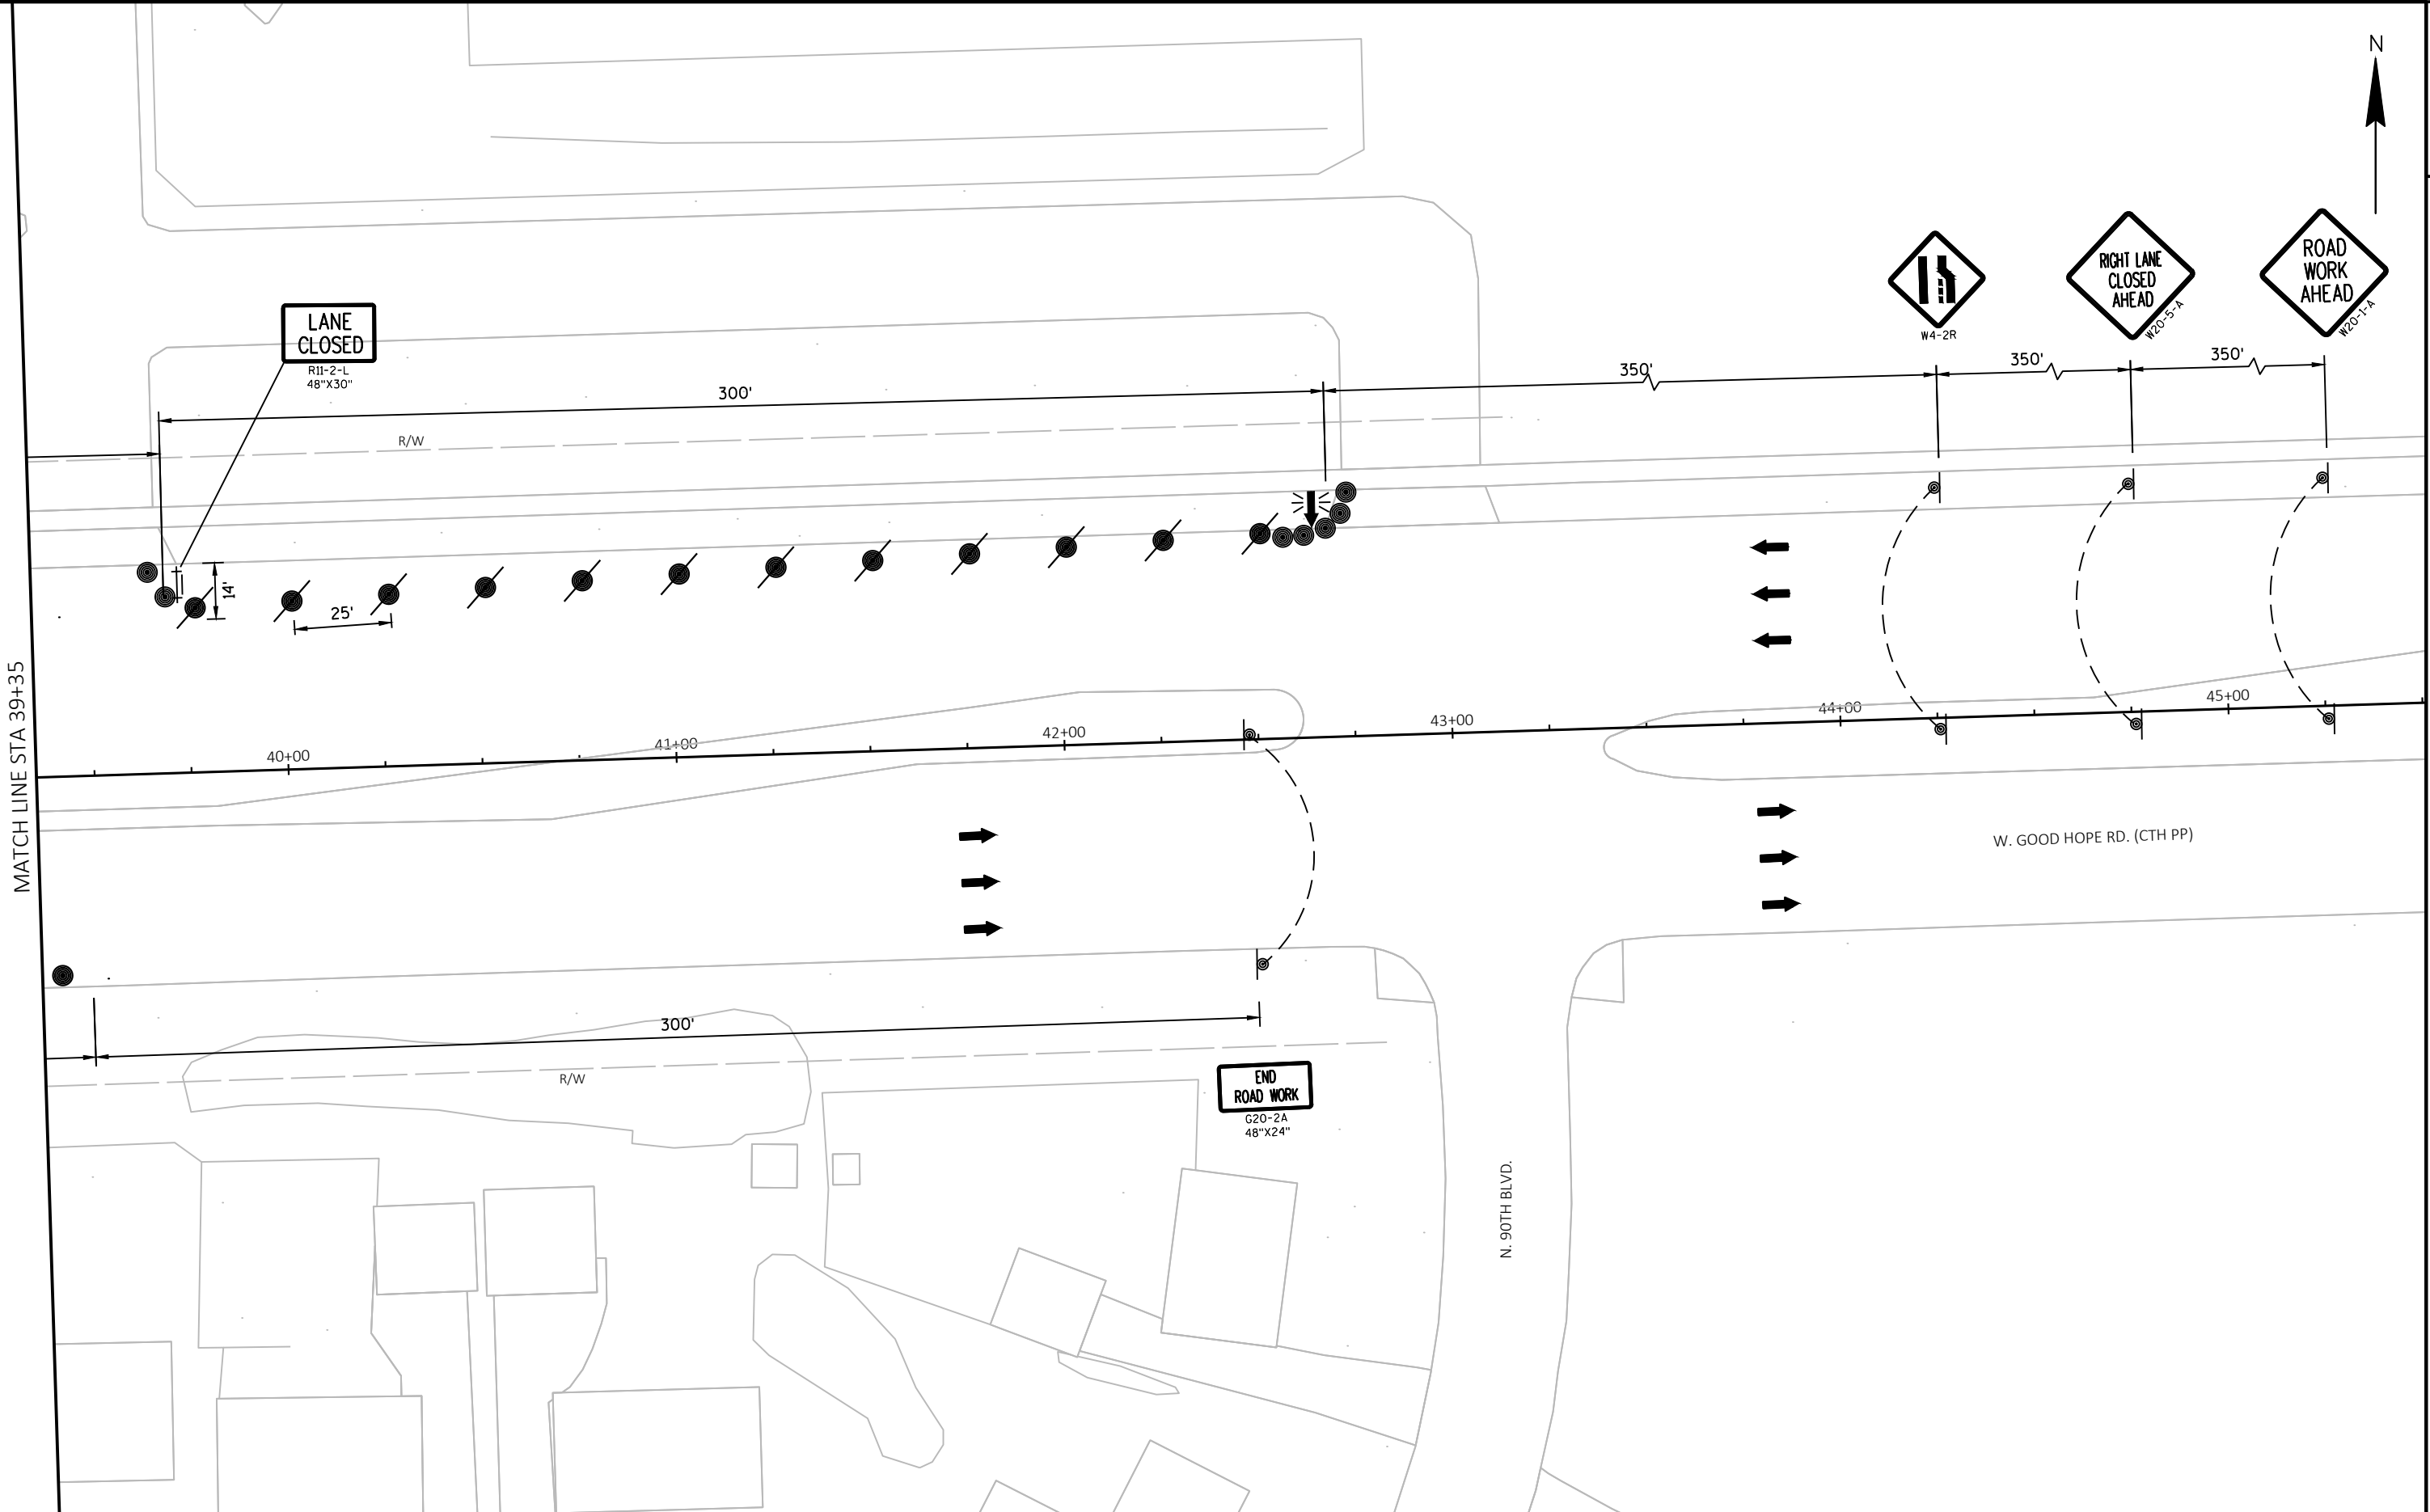 N
ROAD
WORK
AHEAD
W20-1-A
RIGHT LANE
CLOSED
AHEAD
W20-5-A
W4-2R
LANE
CLOSED
R11-2-L
48"X30"
350'
350'
350'
300'
R/W
14'
25'
MATCH LINE STA 39+35
40+00
41+00
42+00
43+00
44+00
45+00
W. GOOD HOPE RD. (CTH PP)
300'
R/W
END
ROAD WORK
G20-2A
48"X24"
N. 90TH BLVD.